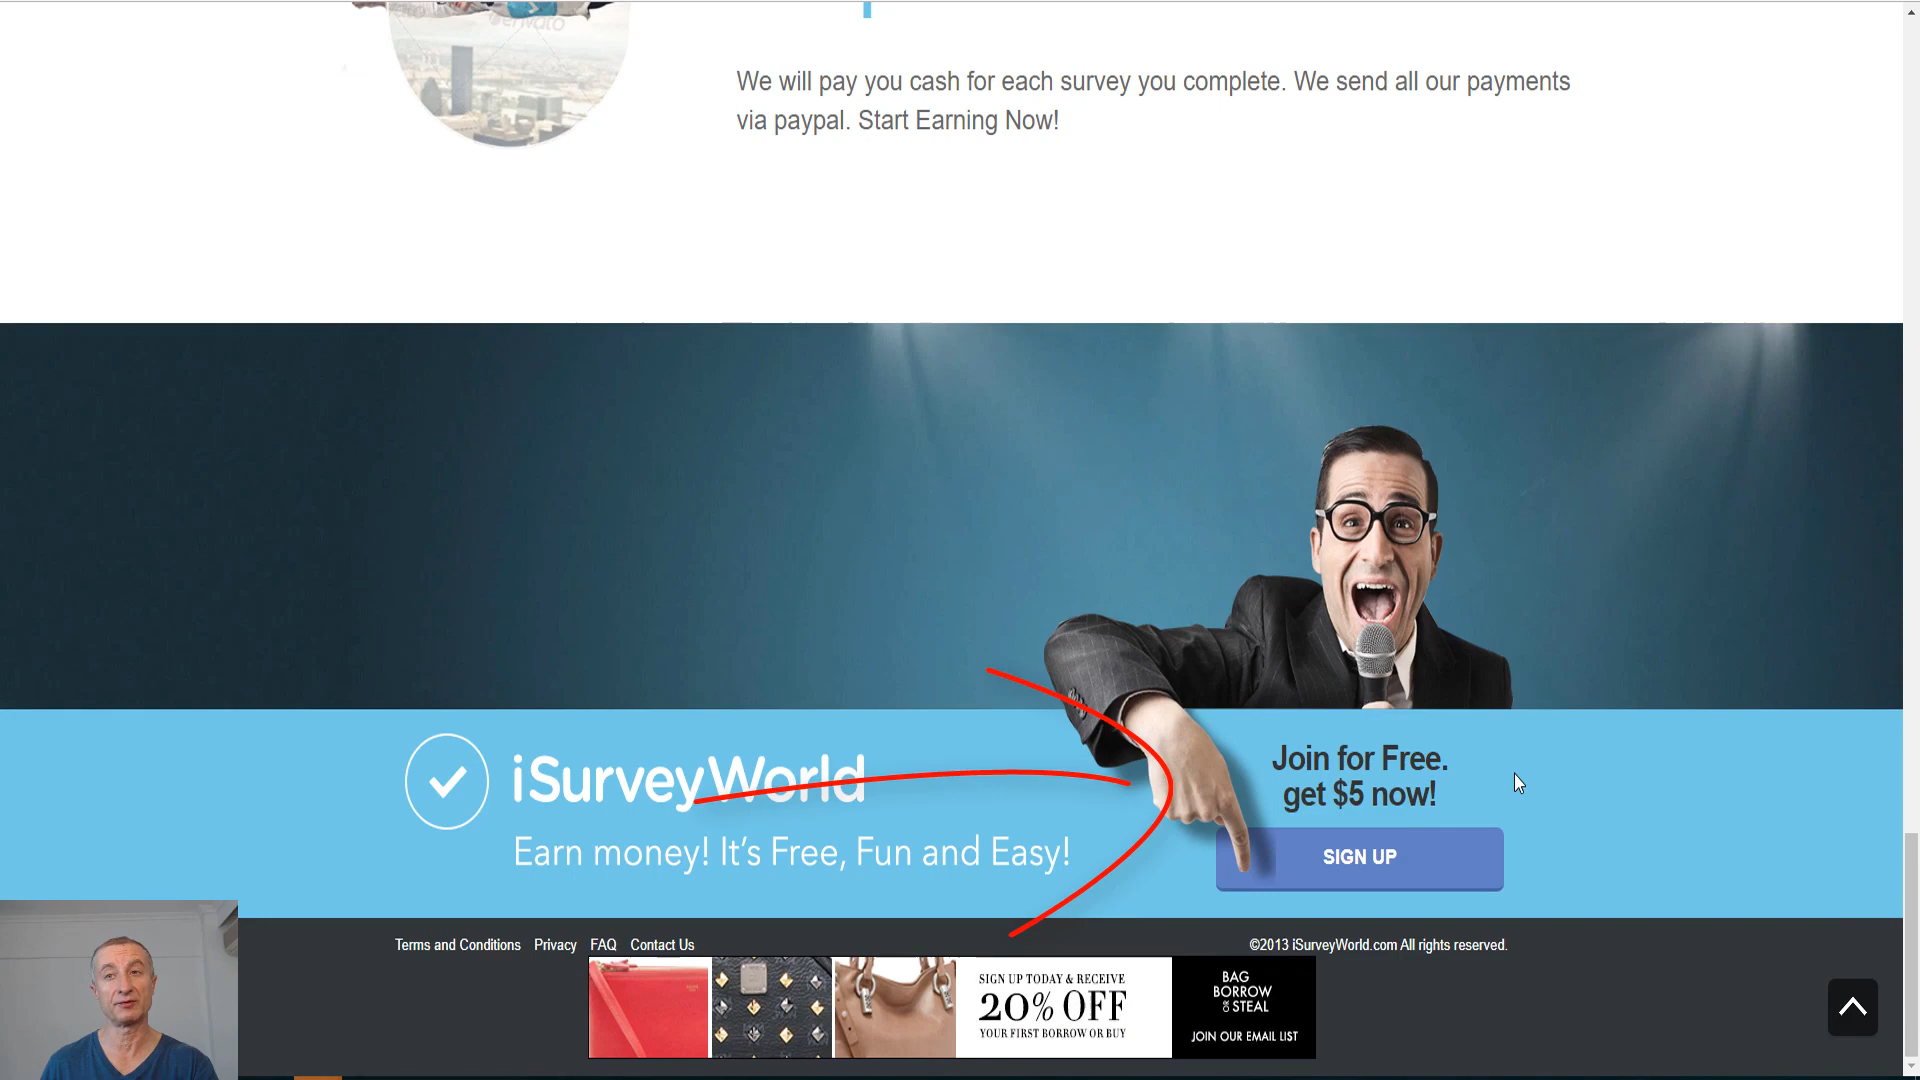 envato
We will pay you cash for each survey you complete. We send all our payments
via paypal. Start Earning Now!
iSurveyWorld
Earn money! It's Free, Fun and Easy!
Join for Free.
get $5 now!
SIGN UP
Terms and Conditions Privacy FAQ Contact Us
©2013 iSurveyWorld.com All rights reserved.
SIGN UP TODAY & RECEIVE
20% OFF
YOUR FIRST BORROW OR BUY
BAG
BORROW
OR
STEAL
JOIN OUR EMAIL LIST